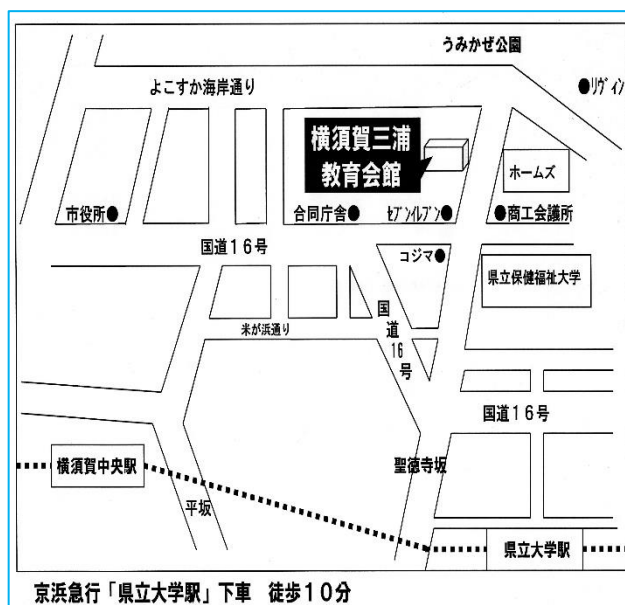 うみかぜ公園
よこすか海岸通り
●リヴィン
横須賀三浦
教育会館
ホームズ
市役所●
合同庁舎●
セブンイレブン●
●商工会議所
国道16号
コジマ●
県立保健福祉大学
国道16号
米が浜通り
国道16号
聖徳寺坂
横須賀中央駅
平坂
県立大学駅
京浜急行「県立大学駅」下車 徒歩10分